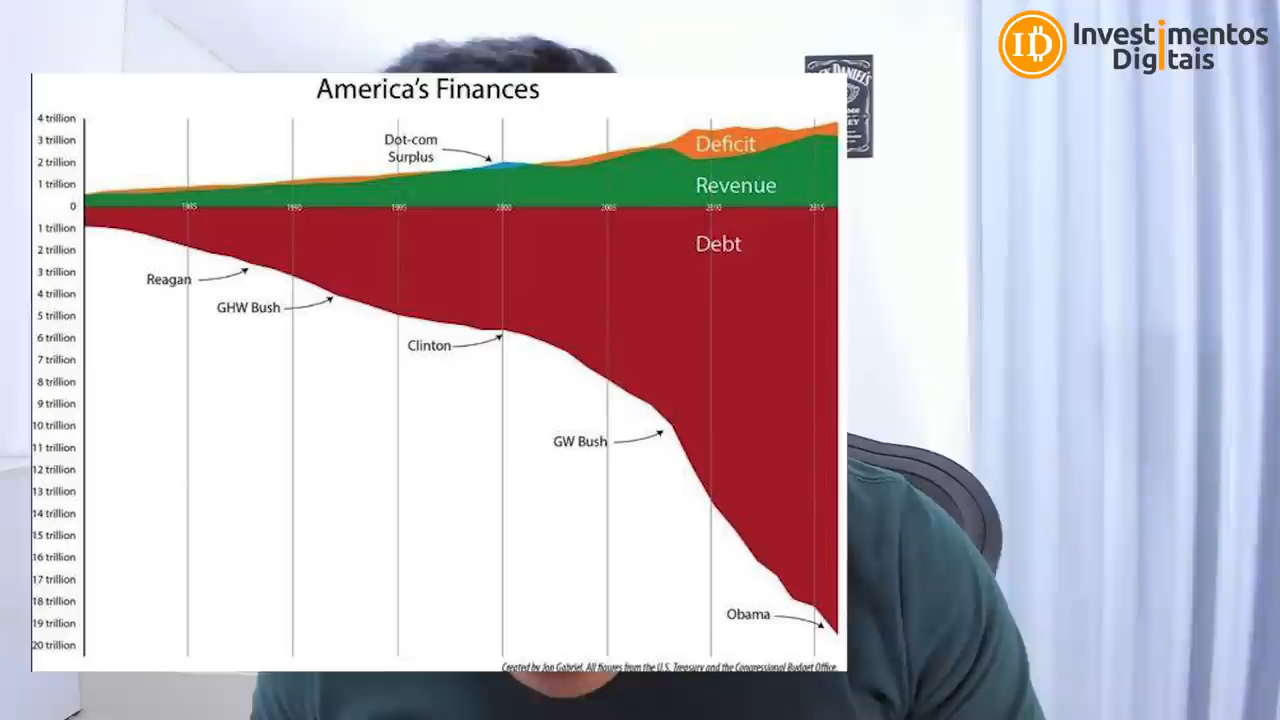 ID Investimentos
Digitais
JACK DANIEL'S
America's Finances
4 trillion
3 trillion
2 trillion
1 trillion
0
1 trillion
2 trillion
3 trillion
4 trillion
5 trillion
6 trillion
7 trillion
8 trillion
9 trillion
10 trillion
11 trillion
12 trillion
13 trillion
14 trillion
15 trillion
16 trillion
17 trillion
18 trillion
19 trillion
20 trillion
Dot-com
Surplus
Deficit
Revenue
1985 1990 1995 2000 2005 2010 2015
Debt
Reagan
GHW Bush
Clinton
GW Bush
Obama
Created by Jon Gabriel. All figures from the U.S. Treasury and the Congressional Budget Office.